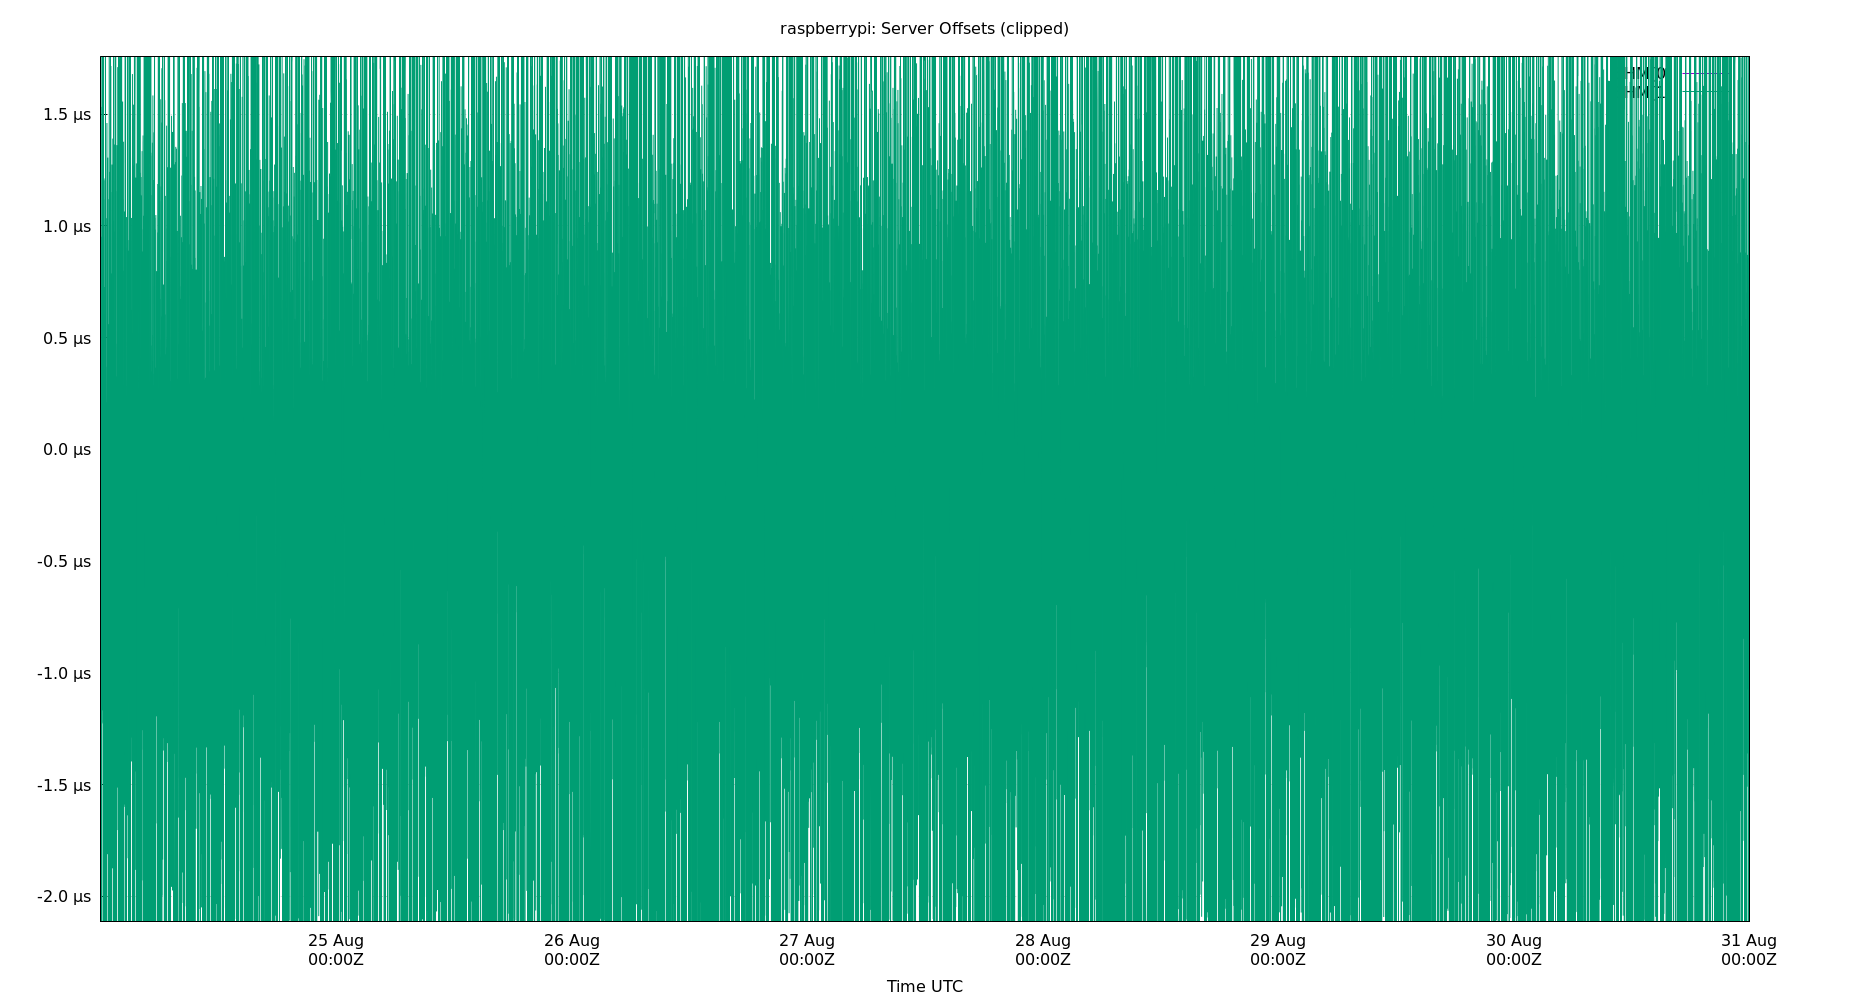 raspberrypi: Server Offsets (clipped)
1.5 µs
1.0 µs
0.5 µs
0.0 µs
-0.5 µs
-1.0 µs
-1.5 µs
-2.0 µs
25 Aug
00:00Z
26 Aug
00:00Z
27 Aug
00:00Z
28 Aug
00:00Z
29 Aug
00:00Z
30 Aug
00:00Z
31 Aug
00:00Z
Time UTC